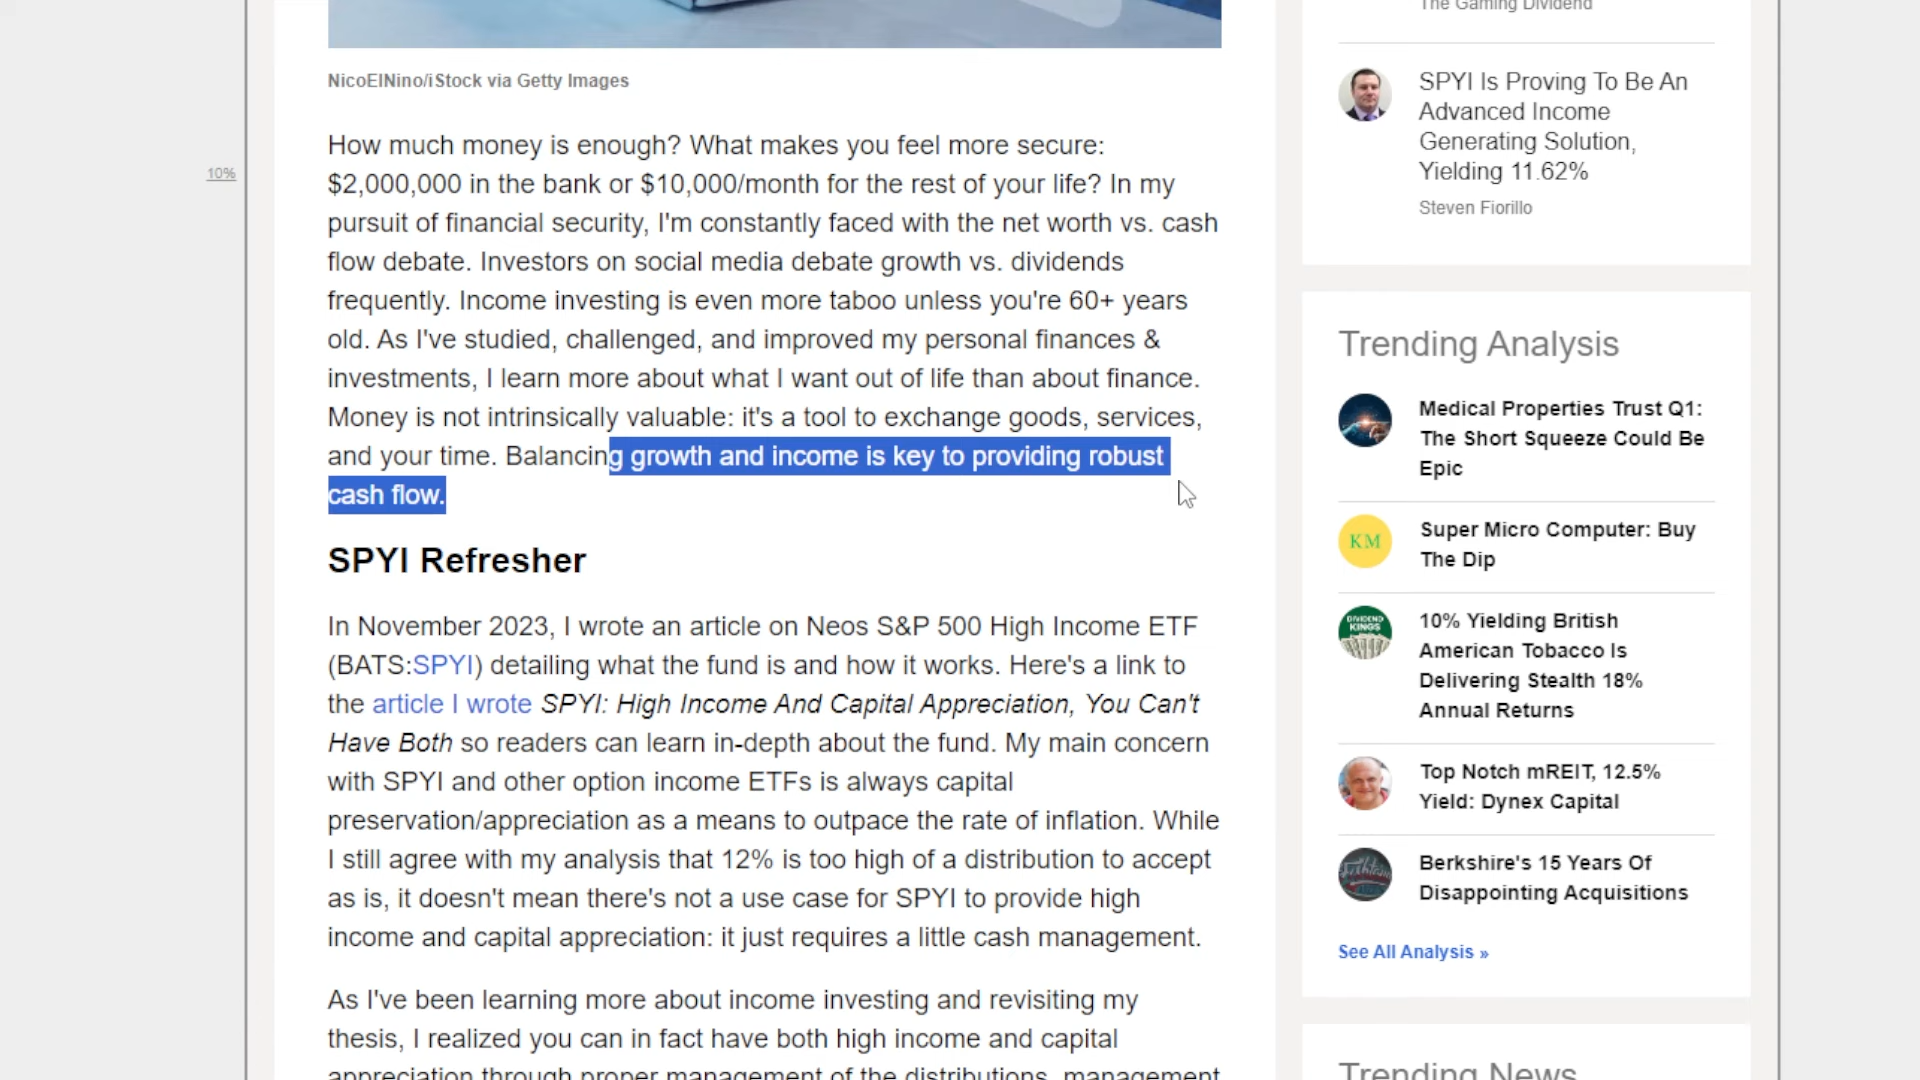 NicoElNino/iStock via Getty Images
10%
How much money is enough? What makes you feel more secure:
$2,000,000 in the bank or $10,000/month for the rest of your life? In my
pursuit of financial security, I'm constantly faced with the net worth vs. cash
flow debate. Investors on social media debate growth vs. dividends
frequently. Income investing is even more taboo unless you're 60+ years
old. As I've studied, challenged, and improved my personal finances &
investments, I learn more about what I want out of life than about finance.
Money is not intrinsically valuable: it's a tool to exchange goods, services,
and your time. Balancing growth and income is key to providing robust
cash flow.
SPYI Refresher
In November 2023, I wrote an article on Neos S&P 500 High Income ETF
(BATS:SPYI) detailing what the fund is and how it works. Here's a link to
the article I wrote SPYI: High Income And Capital Appreciation, You Can't
Have Both so readers can learn in-depth about the fund. My main concern
with SPYI and other option income ETFs is always capital
preservation/appreciation as a means to outpace the rate of inflation. While
I still agree with my analysis that 12% is too high of a distribution to accept
as is, it doesn't mean there's not a use case for SPYI to provide high
income and capital appreciation: it just requires a little cash management.
As I've been learning more about income investing and revisiting my
thesis, I realized you can in fact have both high income and capital
appreciation through proper management of the distributions, management
The Gaming Dividend
SPYI Is Proving To Be An
Advanced Income
Generating Solution,
Yielding 11.62%
Steven Fiorillo
Trending Analysis
Medical Properties Trust Q1:
The Short Squeeze Could Be
Epic
KM
Super Micro Computer: Buy
The Dip
DIVIDEND
KINGS
10% Yielding British
American Tobacco Is
Delivering Stealth 18%
Annual Returns
Top Notch mREIT, 12.5%
Yield: Dynex Capital
Berkshire's 15 Years Of
Disappointing Acquisitions
See All Analysis »
Trending News